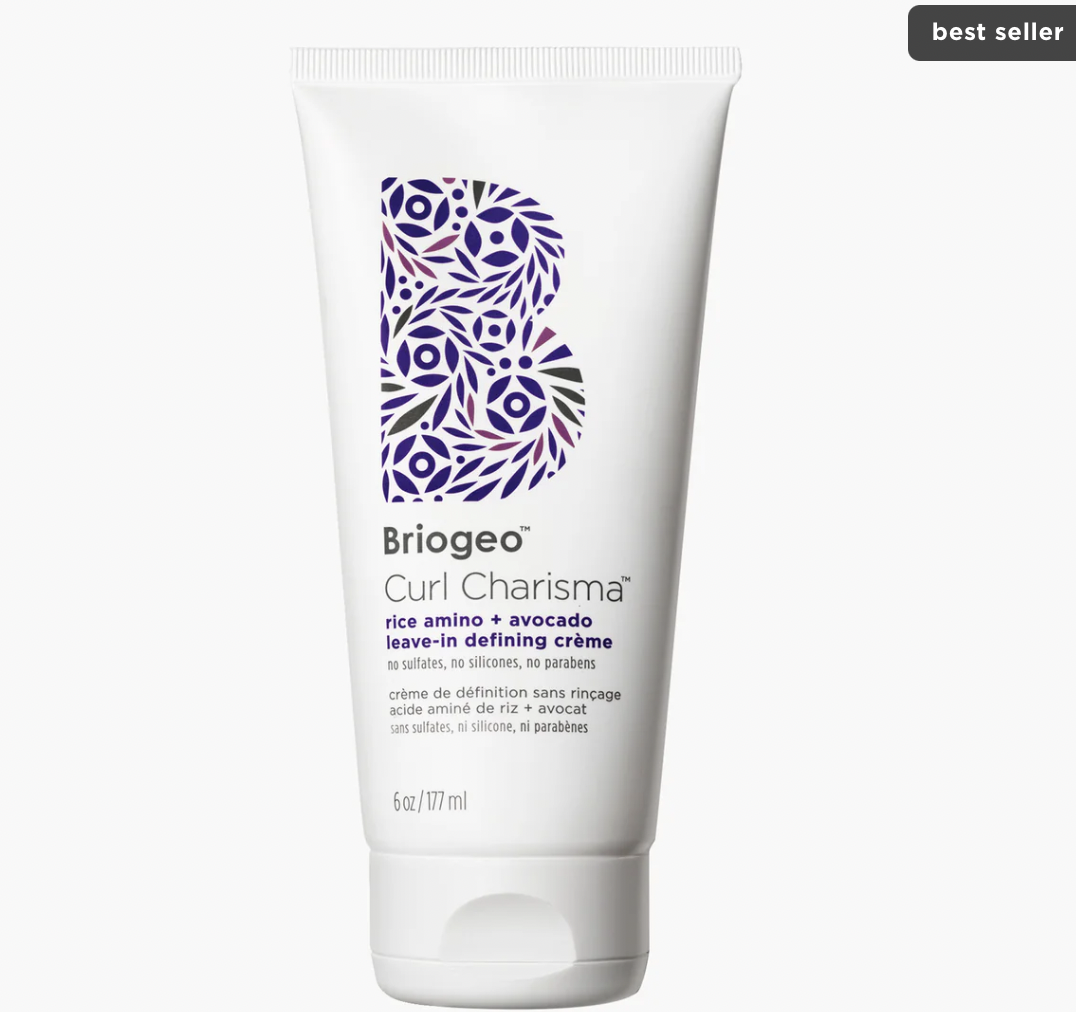 best seller
Briogeo™
Curl Charisma™
rice amino + avocado
leave-in defining crème
no sulfates, no silicones, no parabens
crème de définition sans rinçage
acide aminé de riz + avocat
sans sulfates, ni silicone, ni parabènes
6 oz / 177 ml